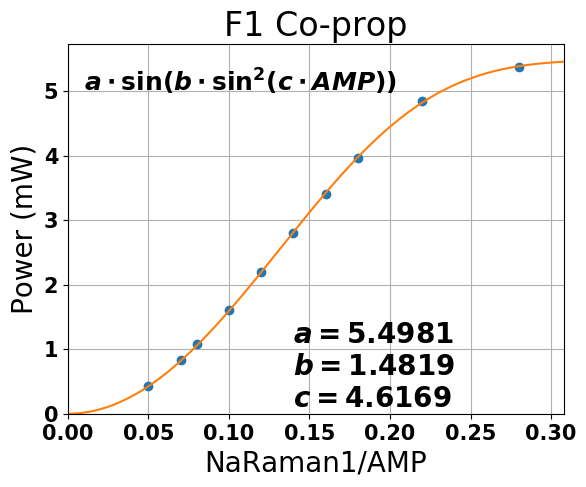 F1 Co-prop
a · sin(b · sin²(c · AMP))
5
4
3
2
1
0
Power (mW)
a = 5.4981
b = 1.4819
c = 4.6169
0.00 0.05 0.10 0.15 0.20 0.25 0.30
NaRaman1/AMP